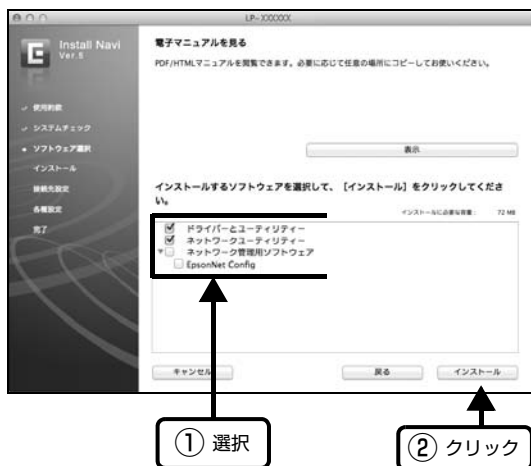 LP-XXXXXX
Install Navi
Ver.5
使用許諾
システムチェック
ソフトウェア選択
インストール
接続先設定
各種設定
完了
電子マニュアルを見る
PDF/HTMLマニュアルを閲覧できます。必要に応じて任意の場所にコピーしてお使いください。
表示
インストールするソフトウェアを選択して、［インストール］をクリックしてくださ
い。
インストールに必要な容量： 72 MB
ドライバーとユーティリティー
ネットワークユーティリティー
ネットワーク管理用ソフトウェア
EpsonNet Config
キャンセル
戻る
インストール
① 選択
② クリック